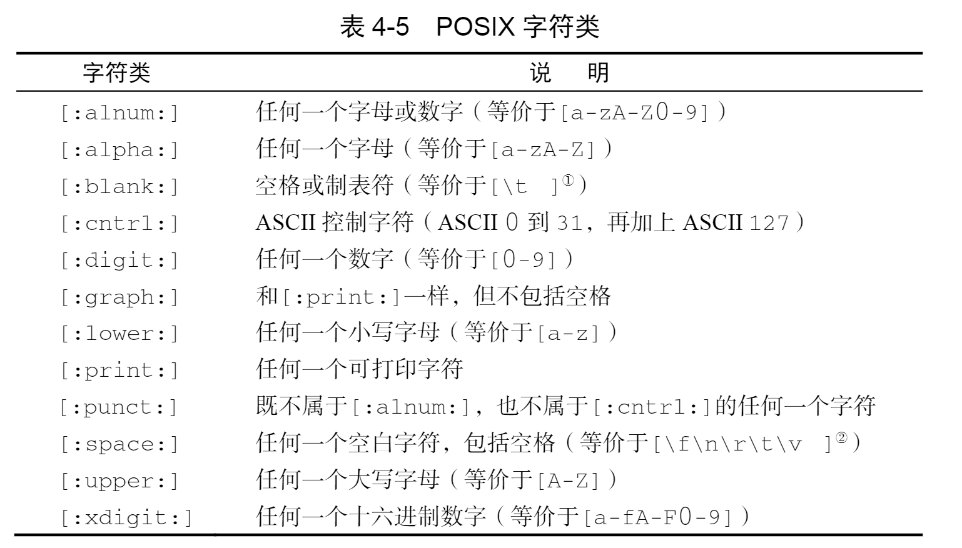 表 4-5 POSIX 字符类
字符类 说 明
[:alnum:] 任何一个字母或数字（等价于[a-zA-Z0-9]）
[:alpha:] 任何一个字母（等价于[a-zA-Z]）
[:blank:] 空格或制表符（等价于[\t ]①）
[:cntrl:] ASCII 控制字符（ASCII 0 到 31，再加上 ASCII 127）
[:digit:] 任何一个数字（等价于[0-9]）
[:graph:] 和[:print:]一样，但不包括空格
[:lower:] 任何一个小写字母（等价于[a-z]）
[:print:] 任何一个可打印字符
[:punct:] 既不属于[:alnum:]，也不属于[:cntrl:]的任何一个字符
[:space:] 任何一个空白字符，包括空格（等价于[\f\n\r\t\v ]②）
[:upper:] 任何一个大写字母（等价于[A-Z]）
[:xdigit:] 任何一个十六进制数字（等价于[a-fA-F0-9]）